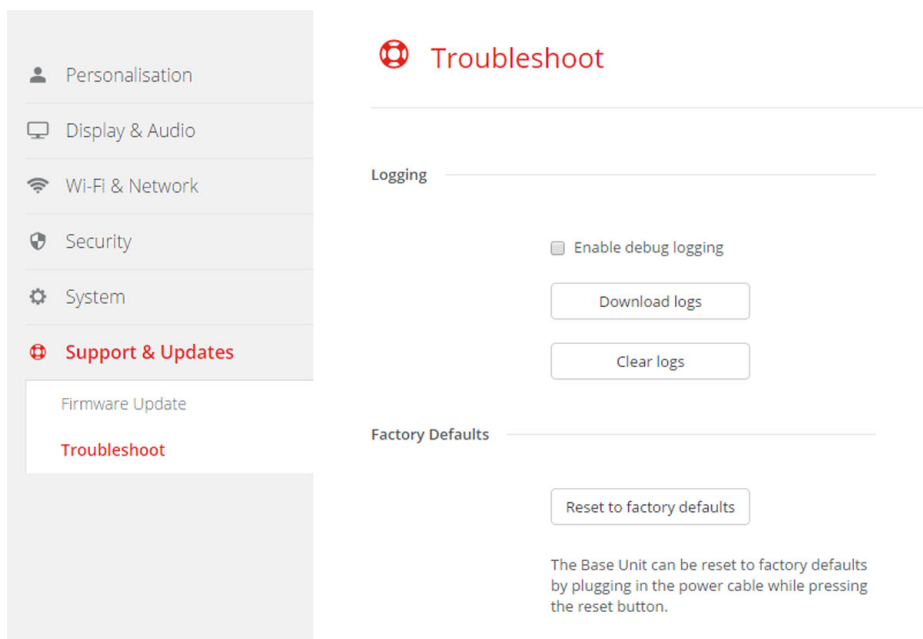 Personalisation
Display & Audio
Wi-Fi & Network
Security
System
Support & Updates
Firmware Update
Troubleshoot
Troubleshoot
Logging
Enable debug logging
Download logs
Clear logs
Factory Defaults
Reset to factory defaults
The Base Unit can be reset to factory defaults
by plugging in the power cable while pressing
the reset button.